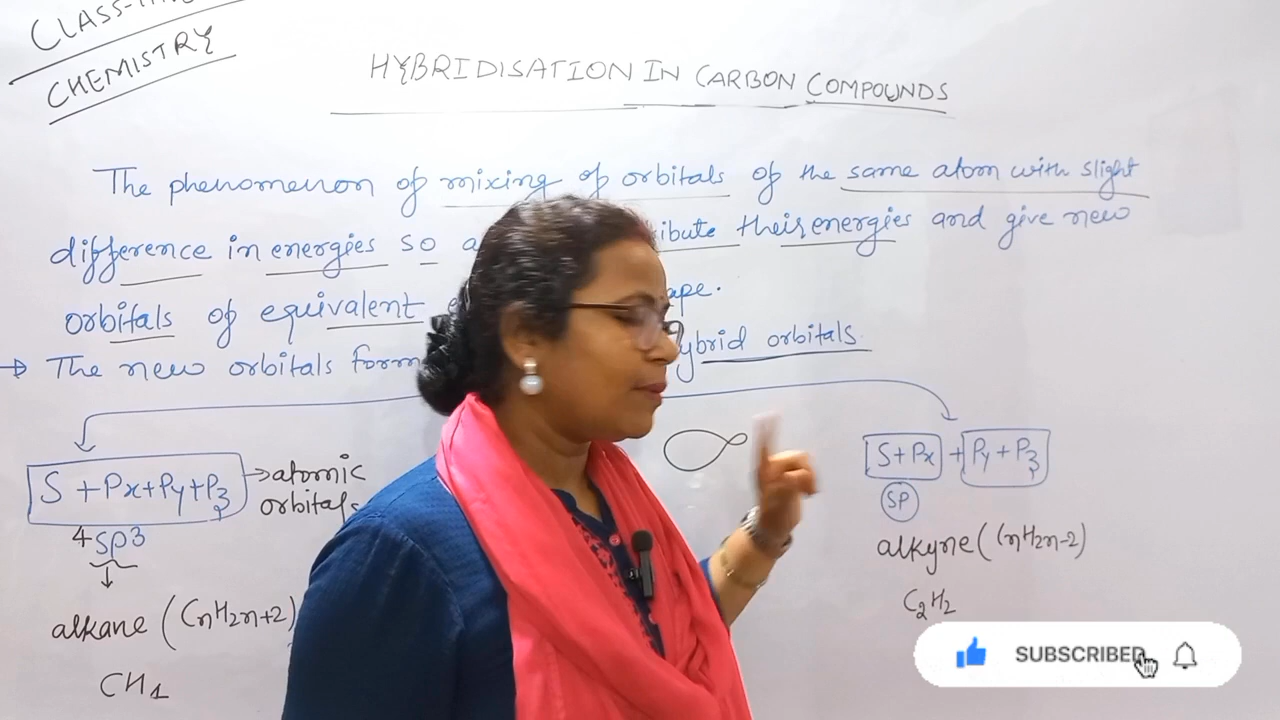 CLASS-
CHEMISTRY
HYBRIDISATION IN CARBON COMPOUNDS
The phenomenon of mixing of orbitals of the same atom with slight
difference in energies so ibute their energies and give new
orbitals of equivalent ape.
→ The new orbitals form ybrid orbitals.
S + Px + Py + Pz → atomic
orbitals
4 SP3
alkane (CnH2n+2)
CH4
S + Px + Py + Pz
SP
alkyne (CnH2n-2)
C2H2
SUBSCRIBED